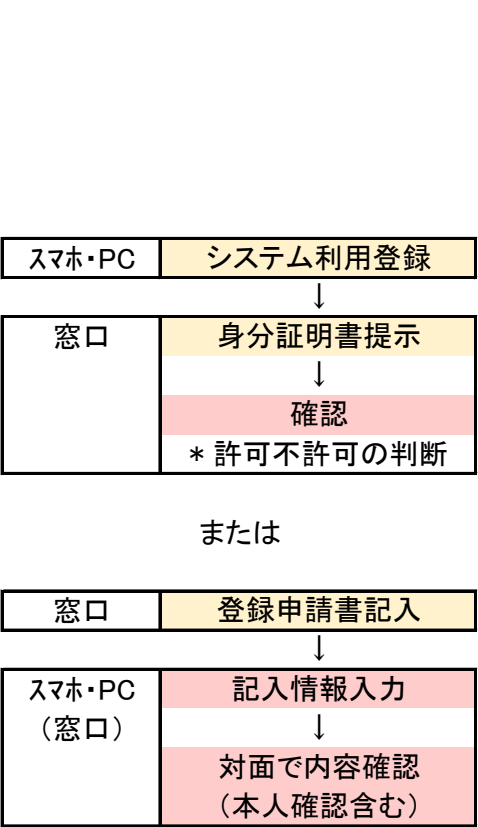 スマホ・PC システム利用登録
↓
窓口 身分証明書提示
↓
確認
＊許可不許可の判断
または
窓口 登録申請書記入
↓
スマホ・PC 記入情報入力
（窓口） ↓
対面で内容確認
（本人確認含む）